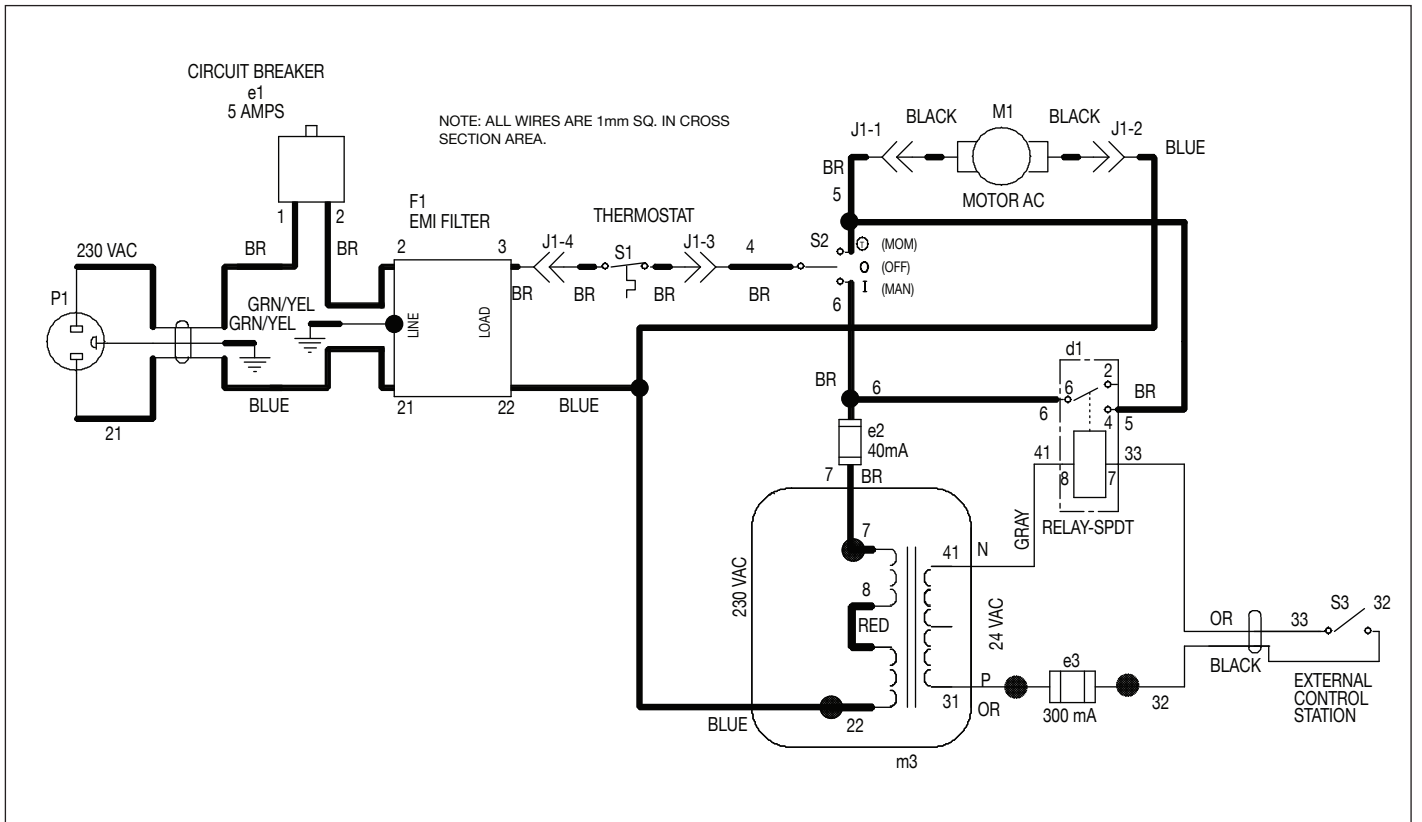 CIRCUIT BREAKER
e1
5 AMPS
NOTE: ALL WIRES ARE 1mm SQ. IN CROSS
SECTION AREA.
J1-1
BLACK
M1
BLACK
J1-2
BLUE
BR
5
MOTOR AC
1
2
F1
EMI FILTER
THERMOSTAT
230 VAC
BR
BR
2
3
J1-4
S1
J1-3
4
S2
T (MOM)
O (OFF)
I (MAN)
P1
BR
BR
BR
BR
6
GRN/YEL
GRN/YEL
LINE
LOAD
d1
2
BR
6
6
6
BR
4
5
21
BLUE
21
22
BLUE
e2
40mA
7
BR
41
33
8
7
GRAY
RELAY-SPDT
7
41
N
230 VAC
8
RED
24 VAC
OR
33
S3
32
BLACK
e3
P
31
OR
300 mA
32
EXTERNAL
CONTROL
STATION
BLUE
22
m3